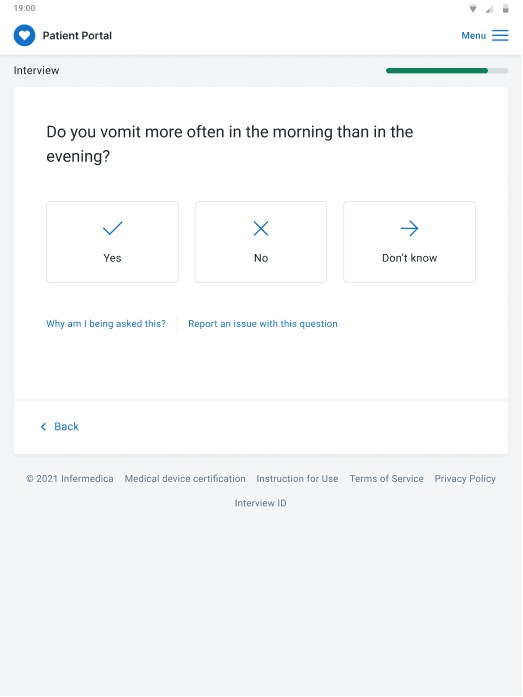 19:00
Patient Portal
Menu
Interview
Do you vomit more often in the morning than in the
evening?
Yes
No
Don't know
Why am I being asked this?
Report an issue with this question
Back
© 2021 Infermedica Medical device certification Instruction for Use Terms of Service Privacy Policy
Interview ID